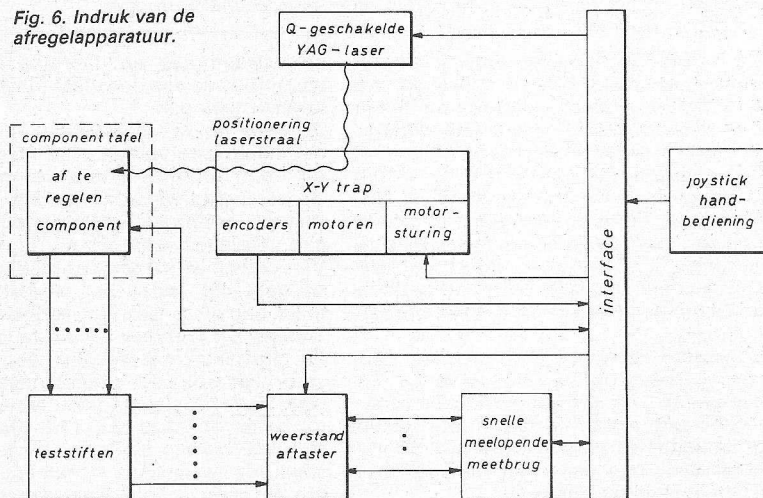 Fig. 6. Indruk van de
afregelapparatuur.
Q-geschakelde
YAG-laser
component tafel
positionering
laserstraal
af te
regelen
component
X-Y trap
encoders
motoren
motor-
sturing
joystick
hand-
bediening
interface
teststiften
weerstand
aftaster
snelle
meelopende
meetbrug